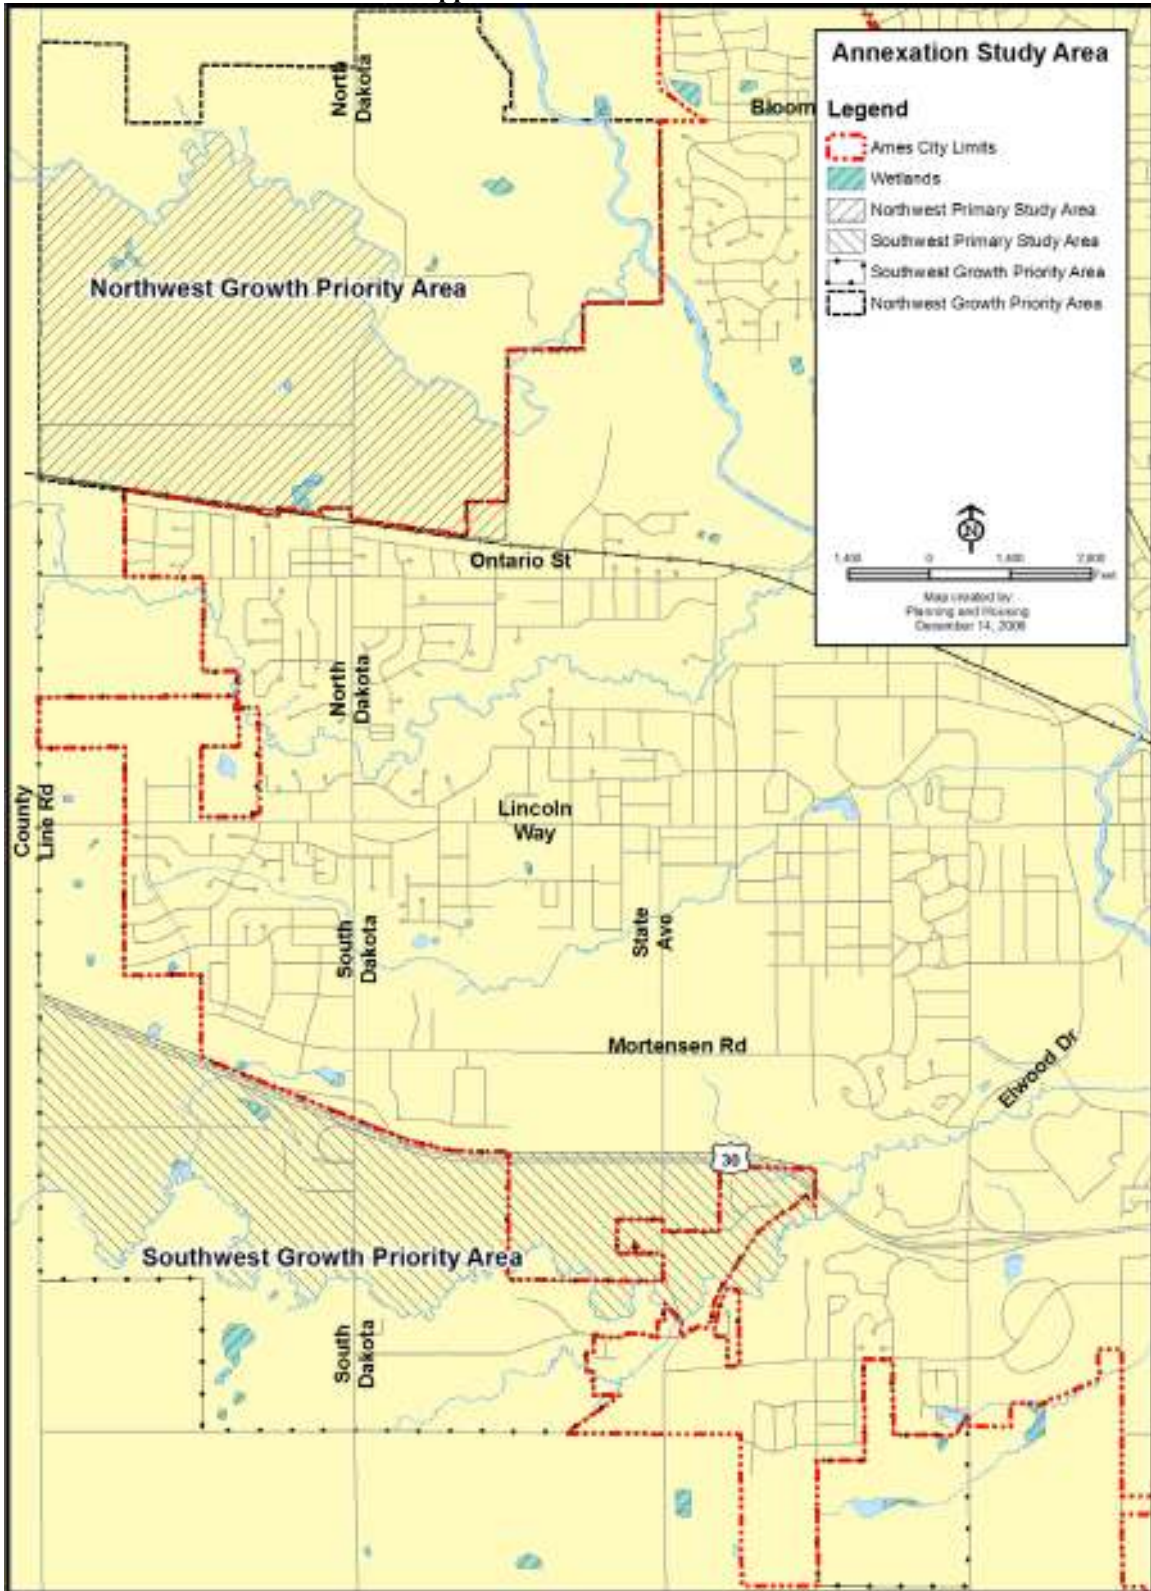 North
Dakota
Bloom
Annexation Study Area
Legend
Ames City Limits
Wetlands
Northwest Primary Study Area
Southwest Primary Study Area
Southwest Growth Priority Area
Northwest Growth Priority Area
Northwest Growth Priority Area
N
0
Feet
Map created by:
Planning and Housing
Ontario St
North
Dakota
County
Line Rd
Lincoln
Way
South
Dakota
State
Ave
Mortensen Rd
Elwood Dr
30
Southwest Growth Priority Area
South
Dakota